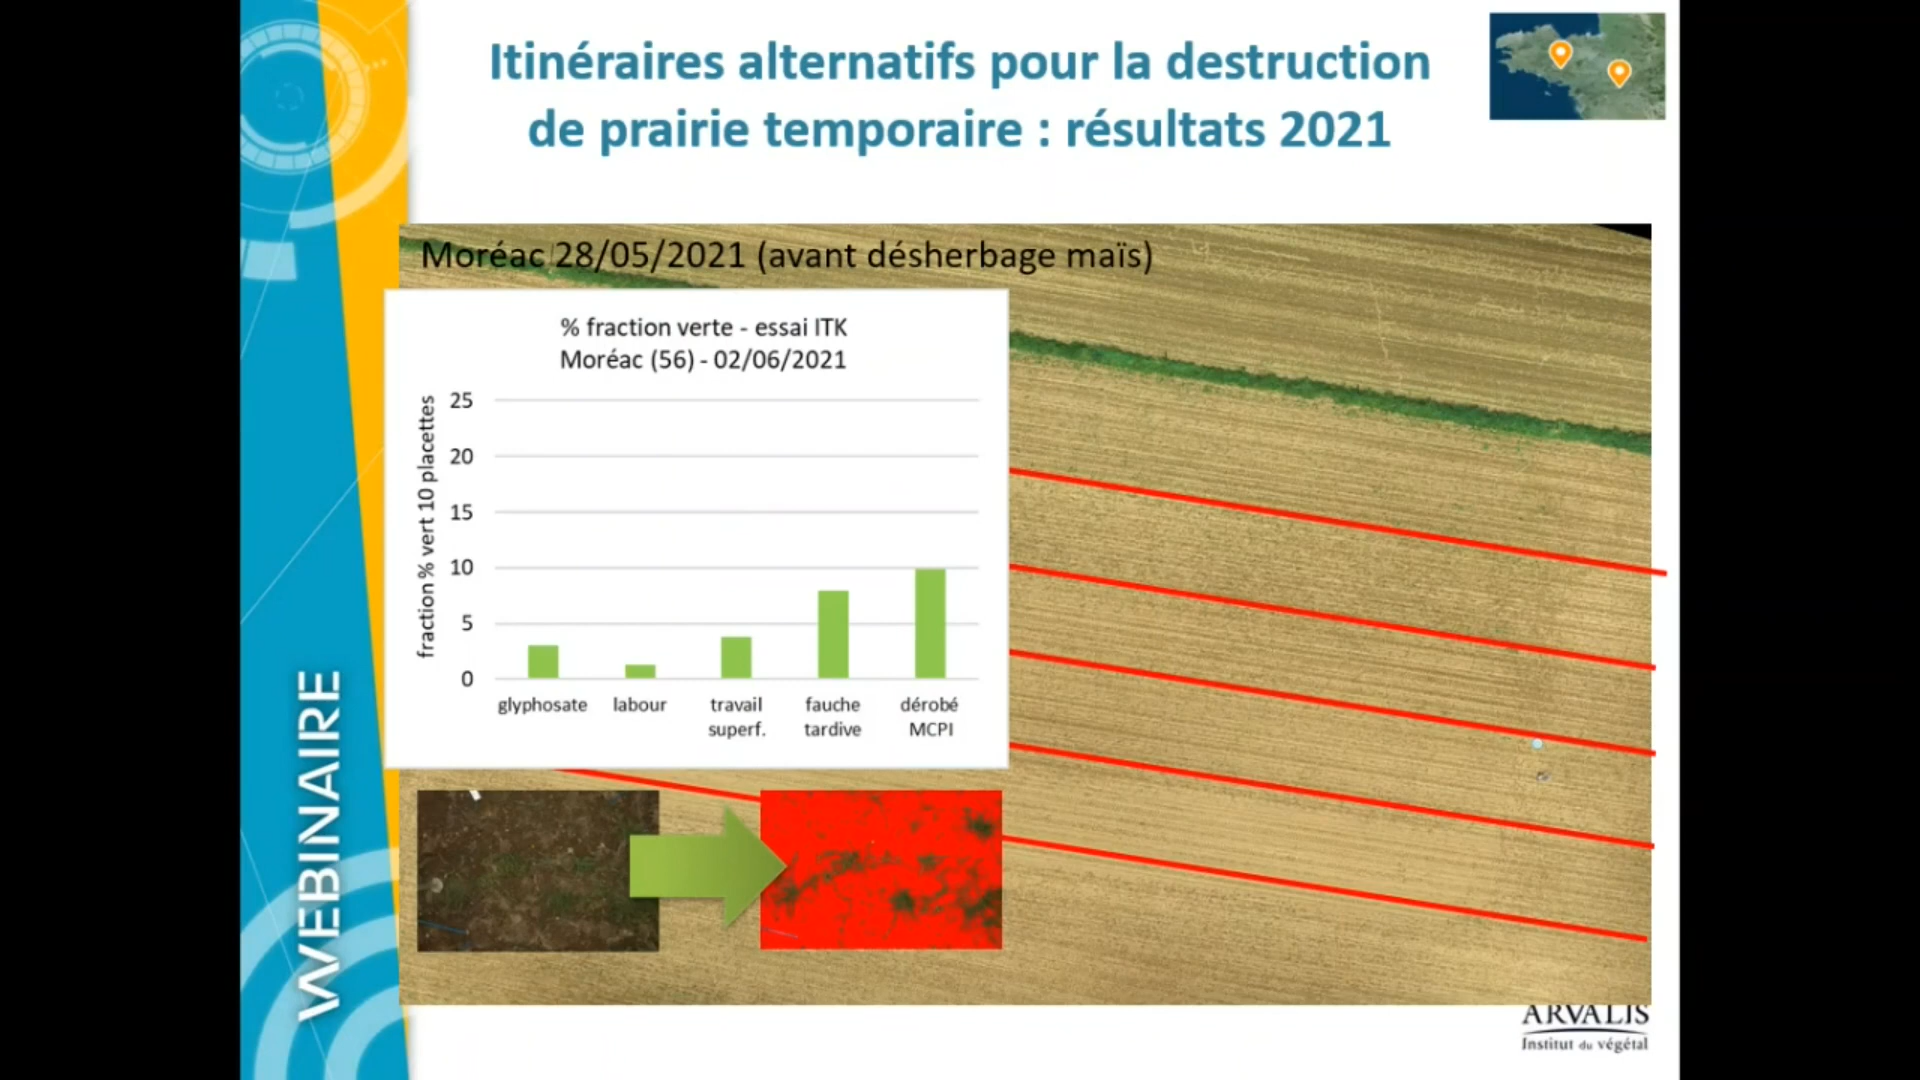 Itinéraires alternatifs pour la destruction
de prairie temporaire : résultats 2021
Moréac 28/05/2021 (avant désherbage maïs)
% fraction verte - essai ITK
Moréac (56) - 02/06/2021
fraction % vert 10 placettes
25
20
15
10
5
0
glyphosate
labour
travail
superf.
fauche
tardive
dérobé
MCPI
WEBINAIRE
ARVALIS
Institut du végétal